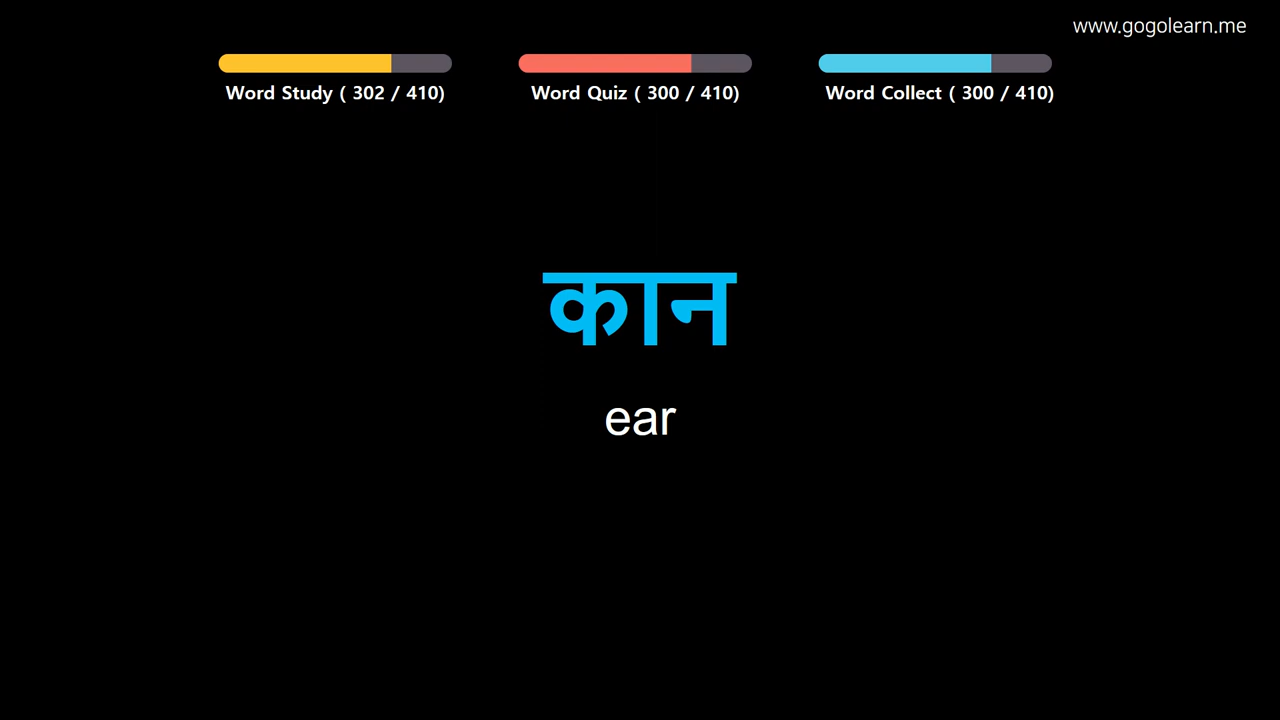 www.gogolearn.me
Word Study ( 302 / 410)
Word Quiz ( 300 / 410)
Word Collect ( 300 / 410)
कान
ear